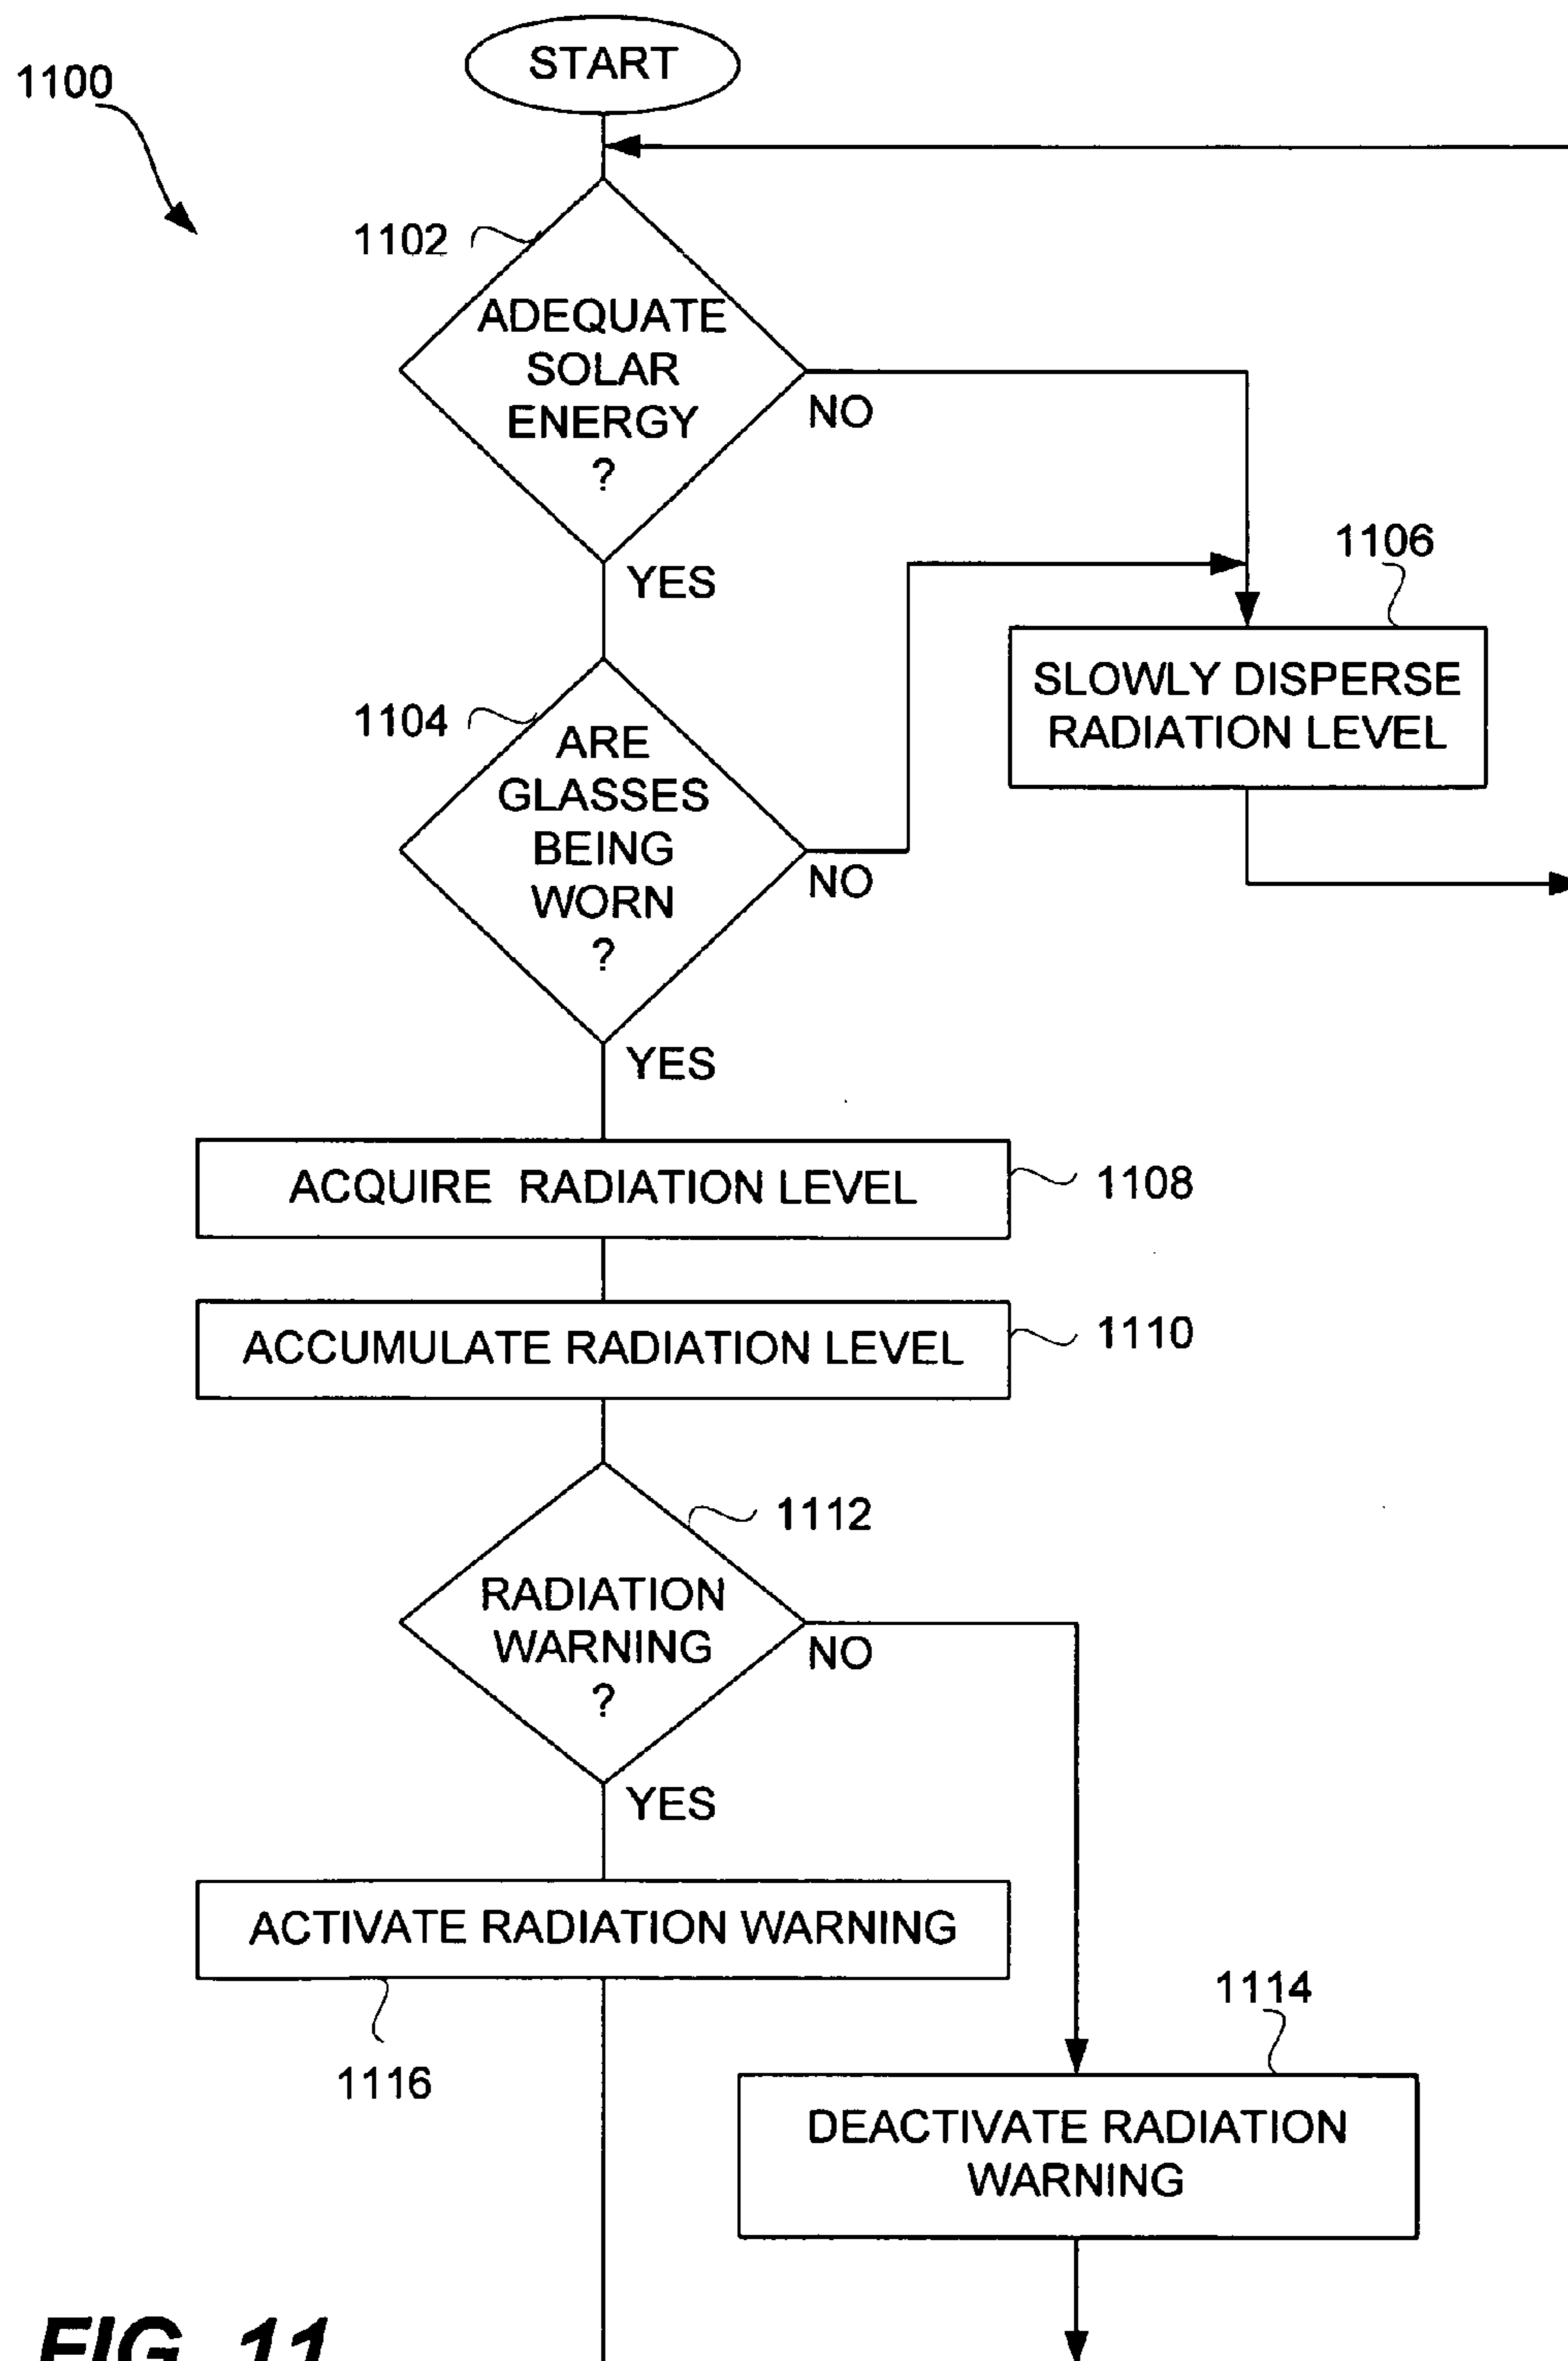 START
1100
1102
ADEQUATE
SOLAR
ENERGY
?
NO
YES
1106
SLOWLY DISPERSE
RADIATION LEVEL
1104
ARE
GLASSES
BEING
WORN
?
NO
YES
ACQUIRE RADIATION LEVEL
1108
ACCUMULATE RADIATION LEVEL
1110
1112
RADIATION
WARNING
?
NO
YES
ACTIVATE RADIATION WARNING
1116
1114
DEACTIVATE RADIATION
WARNING
FIG. 11